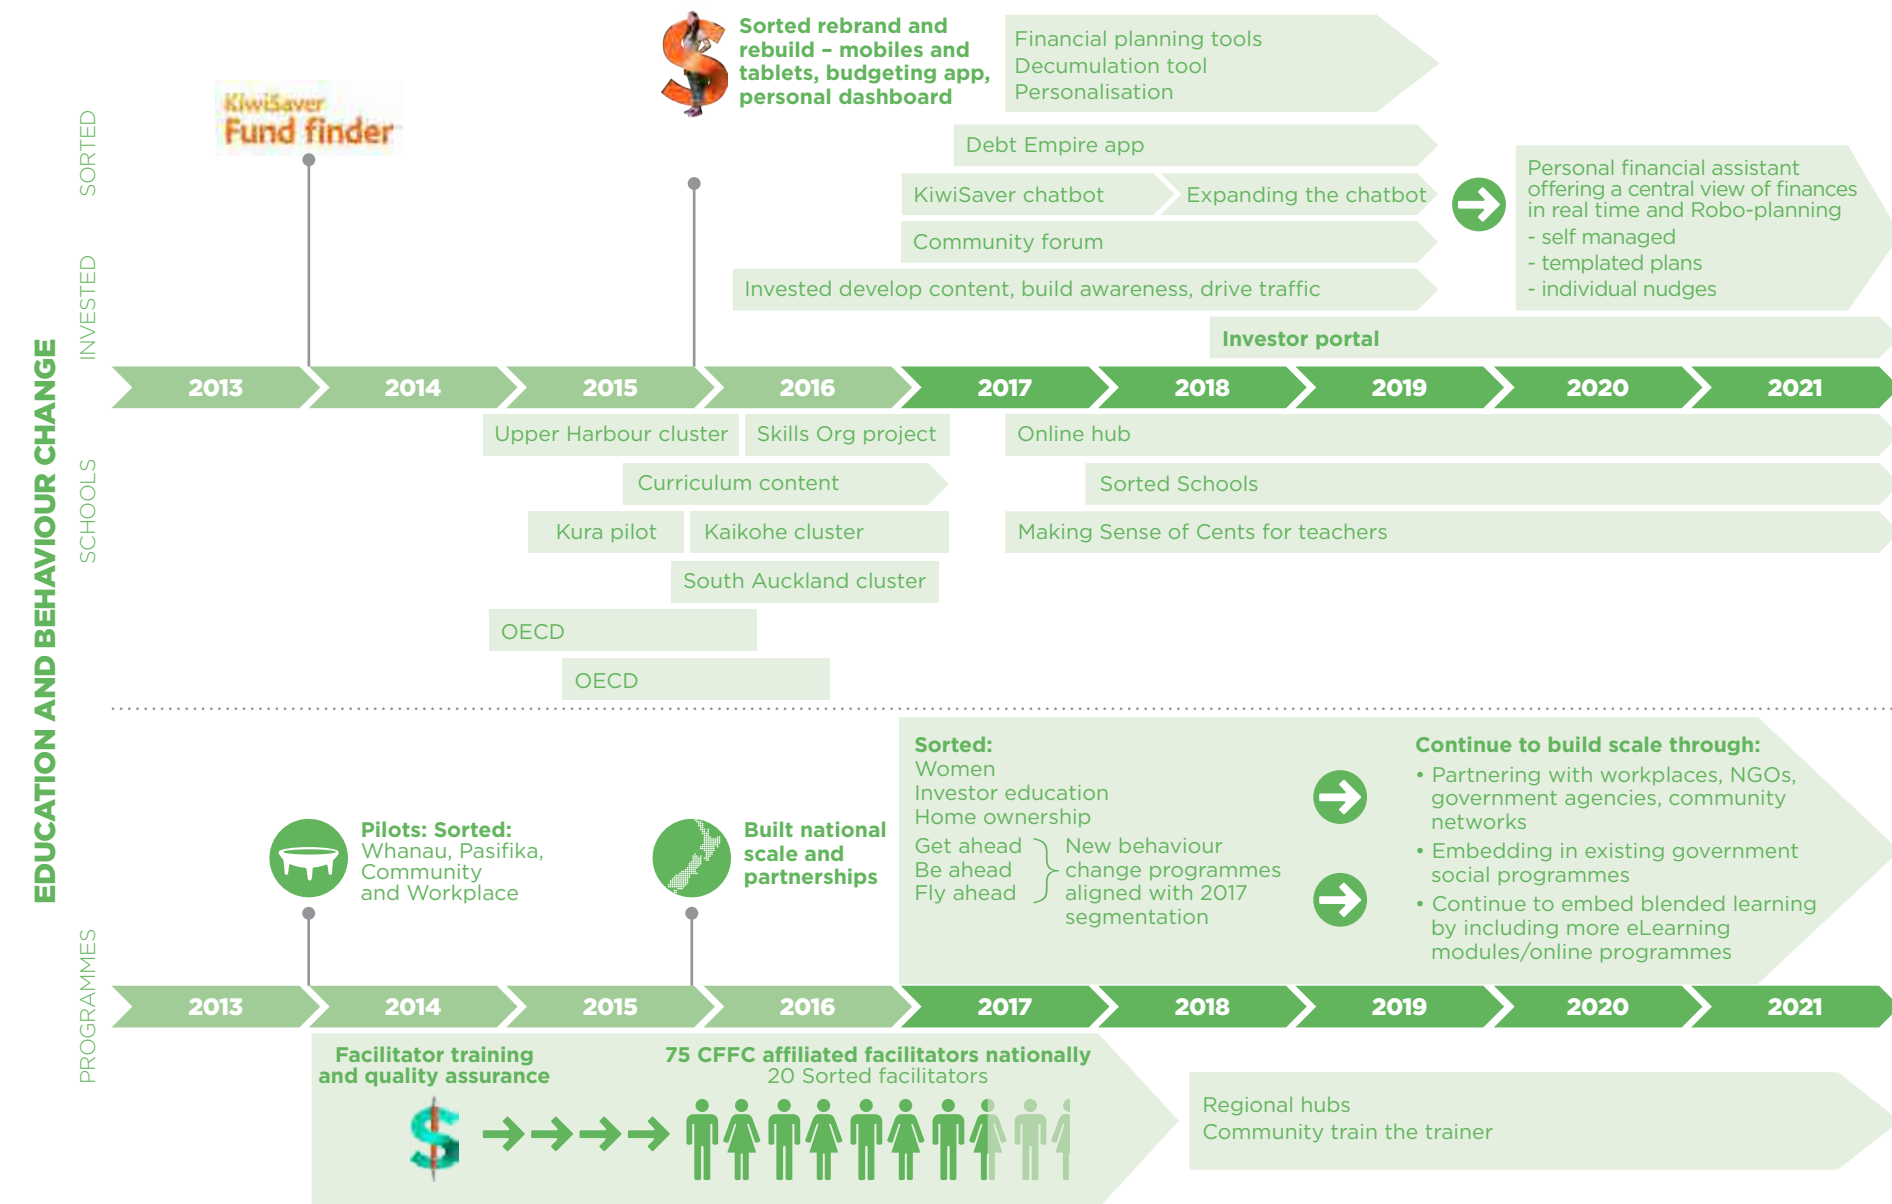 EDUCATION AND BEHAVIOUR CHANGE
SORTED
INVESTED
SCHOOLS
PROGRAMMES
KiwiSaver
Fund finder
Sorted rebrand and
rebuild – mobiles and
tablets, budgeting app,
personal dashboard
Financial planning tools
Decumulation tool
Personalisation
Debt Empire app
KiwiSaver chatbot
Expanding the chatbot
Community forum
Invested develop content, build awareness, drive traffic
Personal financial assistant
offering a central view of finances
in real time and Robo-planning
- self managed
- templated plans
- individual nudges
Investor portal
2013 2014 2015 2016 2017 2018 2019 2020 2021
Upper Harbour cluster
Skills Org project
Online hub
Curriculum content
Sorted Schools
Kura pilot
Kaikohe cluster
Making Sense of Cents for teachers
South Auckland cluster
OECD
OECD
Pilots: Sorted:
Whanau, Pasifika,
Community
and Workplace
Built national
scale and
partnerships
Sorted:
Women
Investor education
Home ownership
Get ahead
Be ahead
Fly ahead
New behaviour
change programmes
aligned with 2017
segmentation
Continue to build scale through:
• Partnering with workplaces, NGOs,
government agencies, community
networks
• Embedding in existing government
social programmes
• Continue to embed blended learning
by including more eLearning
modules/online programmes
2013 2014 2015 2016 2017 2018 2019 2020 2021
Facilitator training
and quality assurance
75 CFFC affiliated facilitators nationally
20 Sorted facilitators
Regional hubs
Community train the trainer